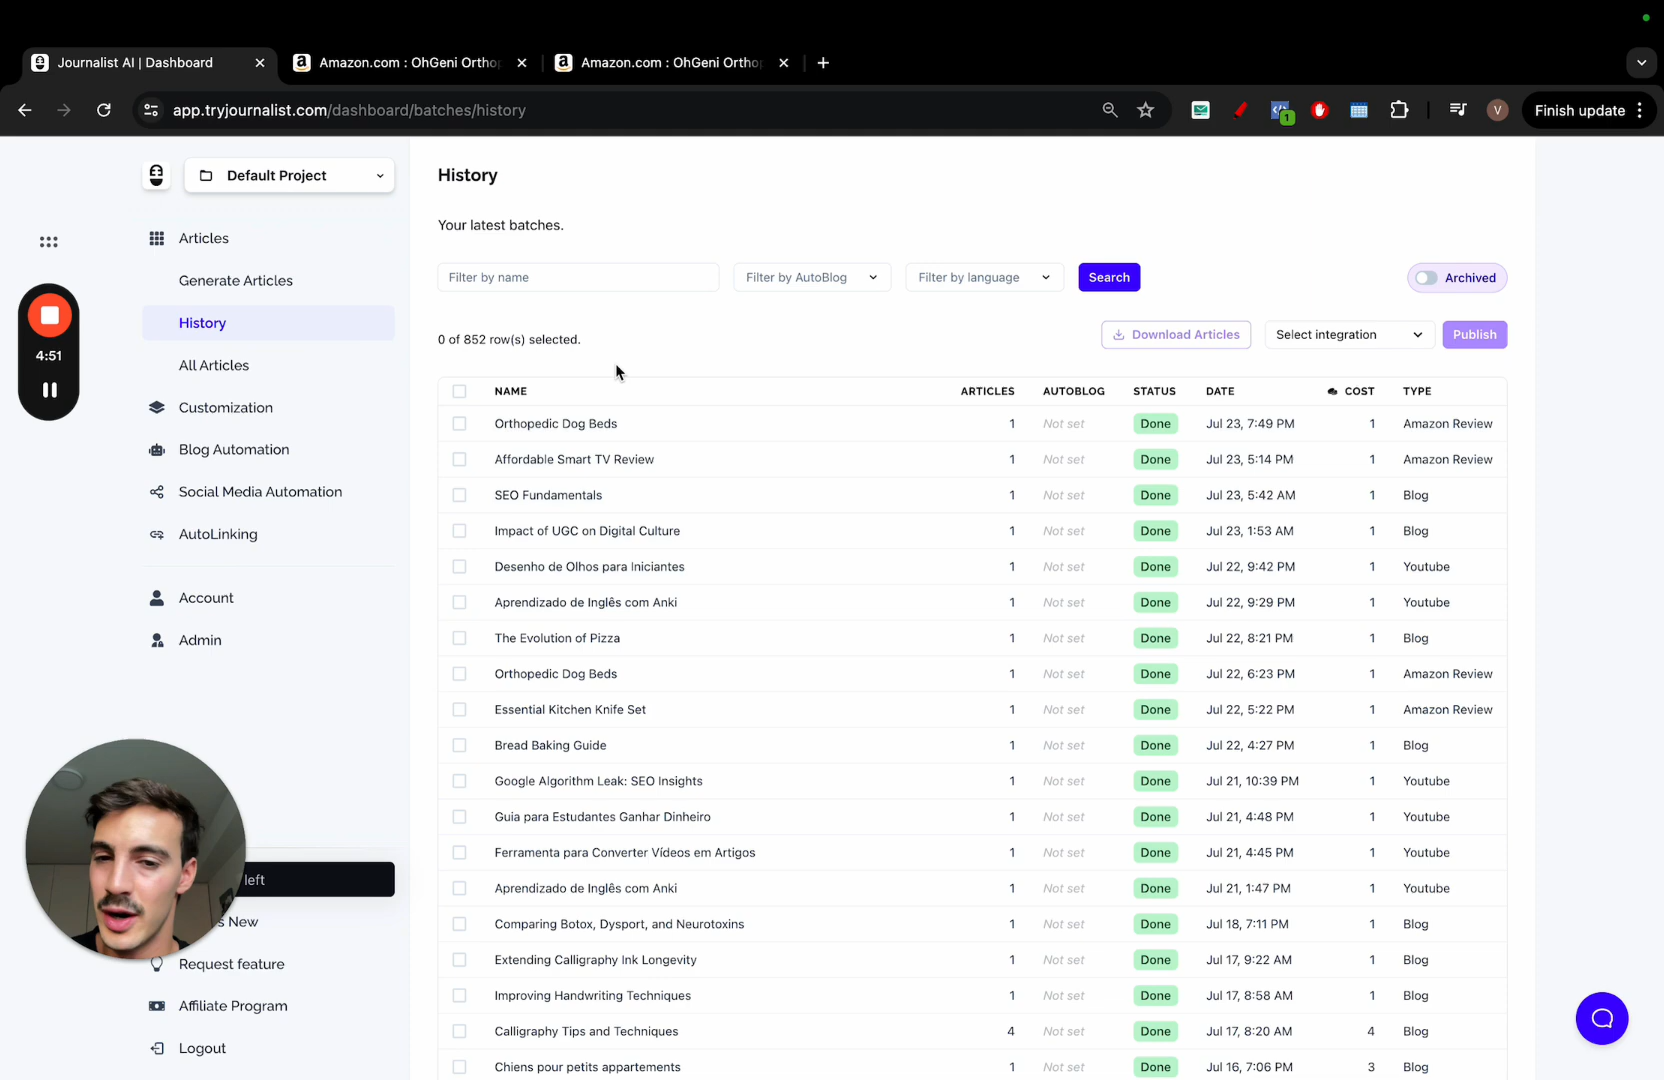 Journalist AI | Dashboard
Amazon.com : OhGeni Ortho
Amazon.com : OhGeni Ortho
app.tryjournalist.com/dashboard/batches/history
1
V
Finish update
Default Project
Articles
Generate Articles
History
All Articles
Customization
Blog Automation
Social Media Automation
AutoLinking
Account
Admin
4:51
left
s New
Request feature
Affiliate Program
Logout
History
Your latest batches.
Filter by name
Filter by AutoBlog
Filter by language
Search
Archived
0 of 852 row(s) selected.
Download Articles
Select integration
Publish
NAME ARTICLES AUTOBLOG STATUS DATE COST TYPE
Orthopedic Dog Beds 1 Not set Done Jul 23, 7:49 PM 1 Amazon Review
Affordable Smart TV Review 1 Not set Done Jul 23, 5:14 PM 1 Amazon Review
SEO Fundamentals 1 Not set Done Jul 23, 5:42 AM 1 Blog
Impact of UGC on Digital Culture 1 Not set Done Jul 23, 1:53 AM 1 Blog
Desenho de Olhos para Iniciantes 1 Not set Done Jul 22, 9:42 PM 1 Youtube
Aprendizado de Inglês com Anki 1 Not set Done Jul 22, 9:29 PM 1 Youtube
The Evolution of Pizza 1 Not set Done Jul 22, 8:21 PM 1 Blog
Orthopedic Dog Beds 1 Not set Done Jul 22, 6:23 PM 1 Amazon Review
Essential Kitchen Knife Set 1 Not set Done Jul 22, 5:22 PM 1 Amazon Review
Bread Baking Guide 1 Not set Done Jul 22, 4:27 PM 1 Blog
Google Algorithm Leak: SEO Insights 1 Not set Done Jul 21, 10:39 PM 1 Youtube
Guia para Estudantes Ganhar Dinheiro 1 Not set Done Jul 21, 4:48 PM 1 Youtube
Ferramenta para Converter Vídeos em Artigos 1 Not set Done Jul 21, 4:45 PM 1 Youtube
Aprendizado de Inglês com Anki 1 Not set Done Jul 21, 1:47 PM 1 Youtube
Comparing Botox, Dysport, and Neurotoxins 1 Not set Done Jul 18, 7:11 PM 1 Blog
Extending Calligraphy Ink Longevity 1 Not set Done Jul 17, 9:22 AM 1 Blog
Improving Handwriting Techniques 1 Not set Done Jul 17, 8:58 AM 1 Blog
Calligraphy Tips and Techniques 4 Not set Done Jul 17, 8:20 AM 4 Blog
Chiens pour petits appartements 1 Not set Done Jul 16, 7:06 PM 3 Blog